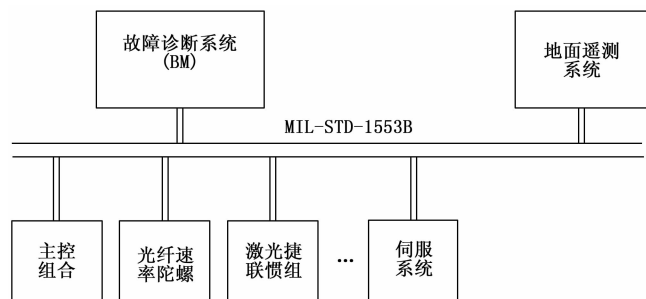 故障诊断系统
(BM)
地面遥测
系统
MIL-STD-1553B
主控
组合
光纤速
率陀螺
激光捷
联惯组
...
伺服
系统